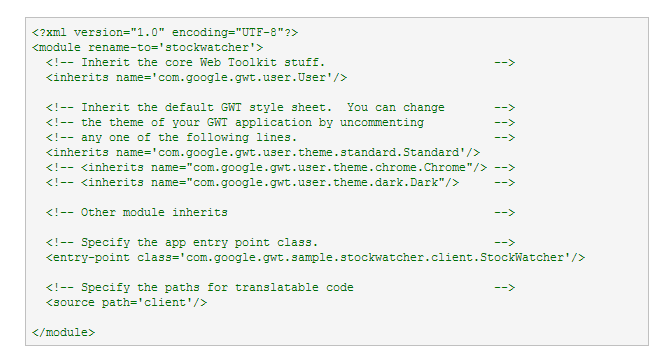 <?xml version="1.0" encoding="UTF-8"?>
<module rename-to='stockwatcher'>
  <!-- Inherit the core Web Toolkit stuff.                        -->
  <inherits name='com.google.gwt.user.User'/>

  <!-- Inherit the default GWT style sheet.  You can change       -->
  <!-- the theme of your GWT application by uncommenting          -->
  <!-- any one of the following lines.                            -->
  <inherits name='com.google.gwt.user.theme.standard.Standard'/>
  <!-- <inherits name="com.google.gwt.user.theme.chrome.Chrome"/> -->
  <!-- <inherits name="com.google.gwt.user.theme.dark.Dark"/>     -->

  <!-- Other module inherits                                      -->

  <!-- Specify the app entry point class.                         -->
  <entry-point class='com.google.gwt.sample.stockwatcher.client.StockWatcher'/>

  <!-- Specify the paths for translatable code                    -->
  <source path='client'/>

</module>